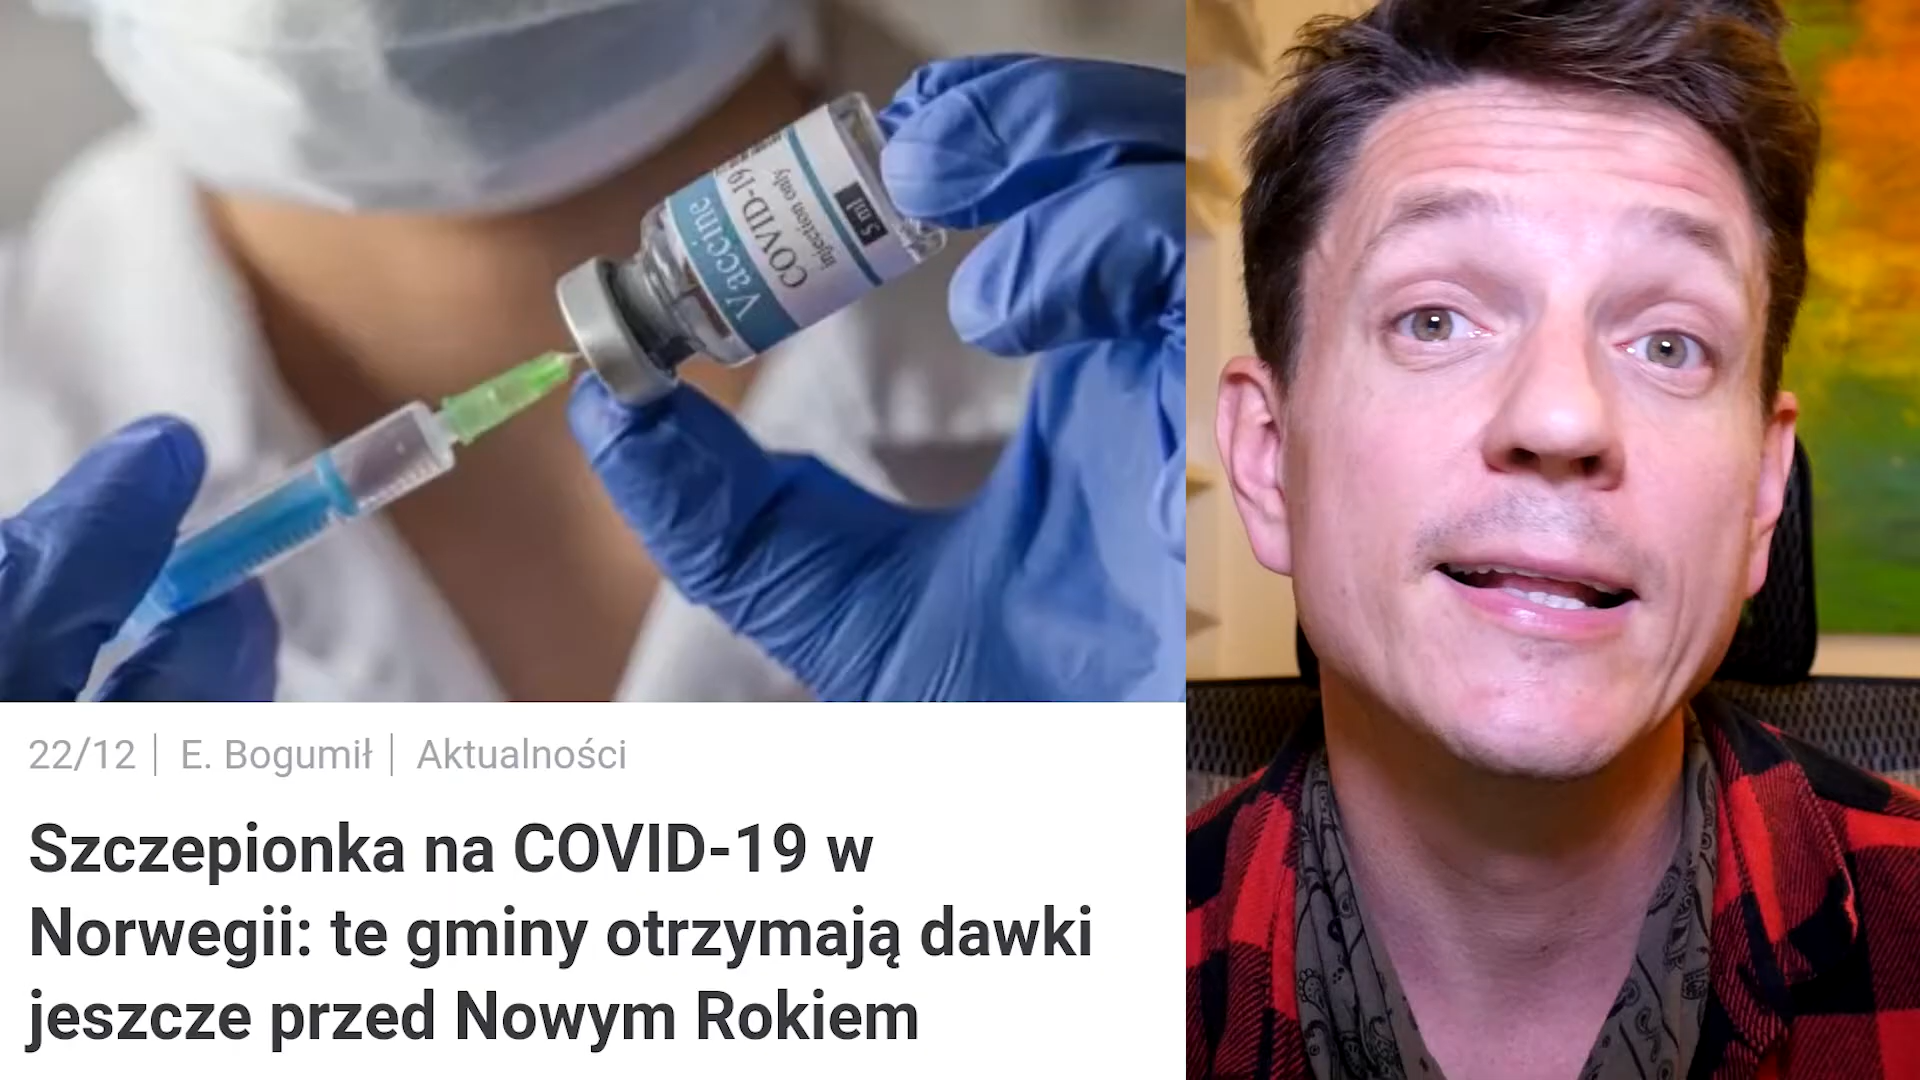 Vaccine
COVID-19
injection only
5 ml
22/12 | E. Bogumił | Aktualności
Szczepionka na COVID-19 w
Norwegii: te gminy otrzymają dawki
jeszcze przed Nowym Rokiem